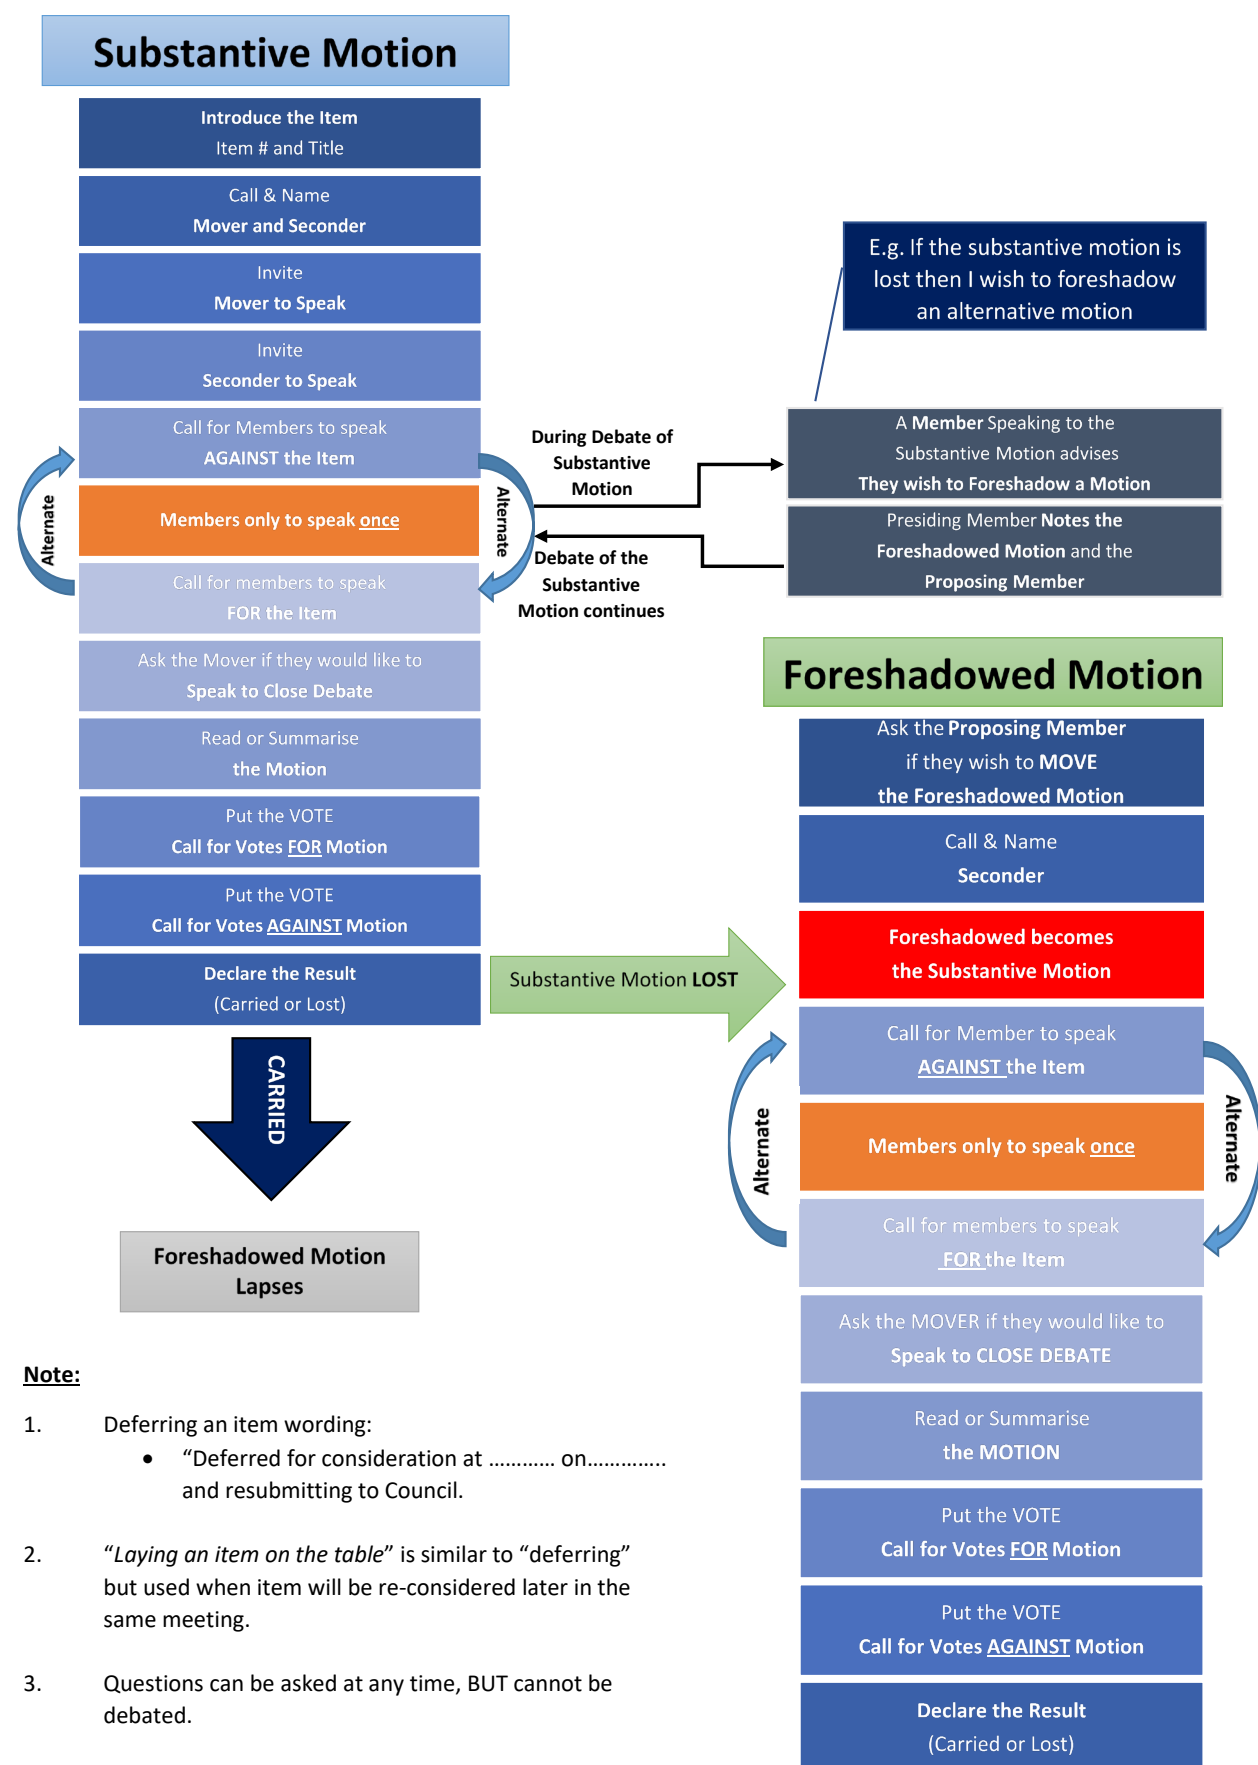 Substantive Motion
Introduce the Item
Item # and Title
Call & Name
Mover and Seconder
Invite
Mover to Speak
Invite
Seconder to Speak
Call for Members to speak
AGAINST the Item
Members only to speak once
Call for members to speak
FOR the Item
Alternate
Alternate
Ask the Mover if they would like to
Speak to Close Debate
Read or Summarise
the Motion
Put the VOTE
Call for Votes FOR Motion
Put the VOTE
Call for Votes AGAINST Motion
Declare the Result
(Carried or Lost)
CARRIED
Foreshadowed Motion
Lapses
During Debate of
Substantive
Motion
Debate of the
Substantive
Motion continues
E.g. If the substantive motion is
lost then I wish to foreshadow
an alternative motion
A Member Speaking to the
Substantive Motion advises
They wish to Foreshadow a Motion
Presiding Member Notes the
Foreshadowed Motion and the
Proposing Member
Substantive Motion LOST
Foreshadowed Motion
Ask the Proposing Member
if they wish to MOVE
the Foreshadowed Motion
Call & Name
Seconder
Foreshadowed becomes
the Substantive Motion
Call for Member to speak
AGAINST the Item
Members only to speak once
Call for members to speak
FOR the Item
Alternate
Alternate
Ask the MOVER if they would like to
Speak to CLOSE DEBATE
Read or Summarise
the MOTION
Put the VOTE
Call for Votes FOR Motion
Put the VOTE
Call for Votes AGAINST Motion
Declare the Result
(Carried or Lost)
Note:
1. Deferring an item wording:
• “Deferred for consideration at ………… on…………..
and resubmitting to Council.
2. “Laying an item on the table” is similar to “deferring”
but used when item will be re-considered later in the
same meeting.
3. Questions can be asked at any time, BUT cannot be
debated.